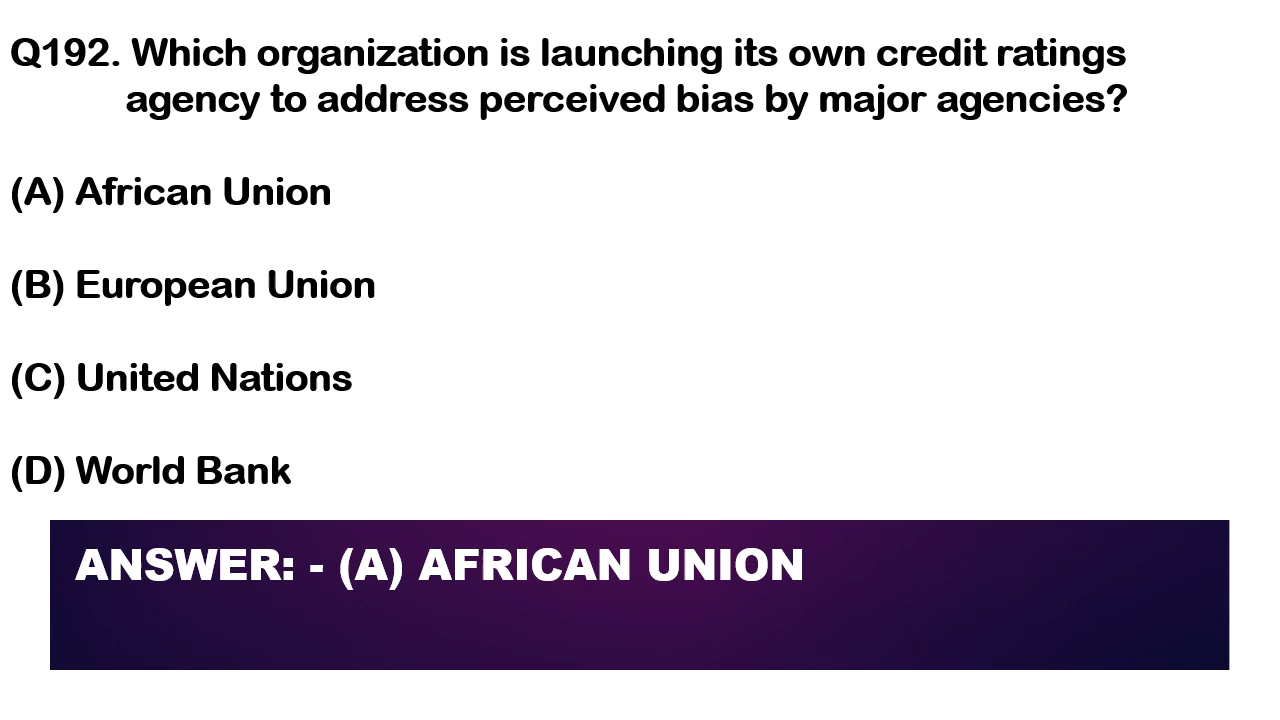 Q192. Which organization is launching its own credit ratings
agency to address perceived bias by major agencies?
(A) African Union
(B) European Union
(C) United Nations
(D) World Bank
ANSWER: - (A) AFRICAN UNION